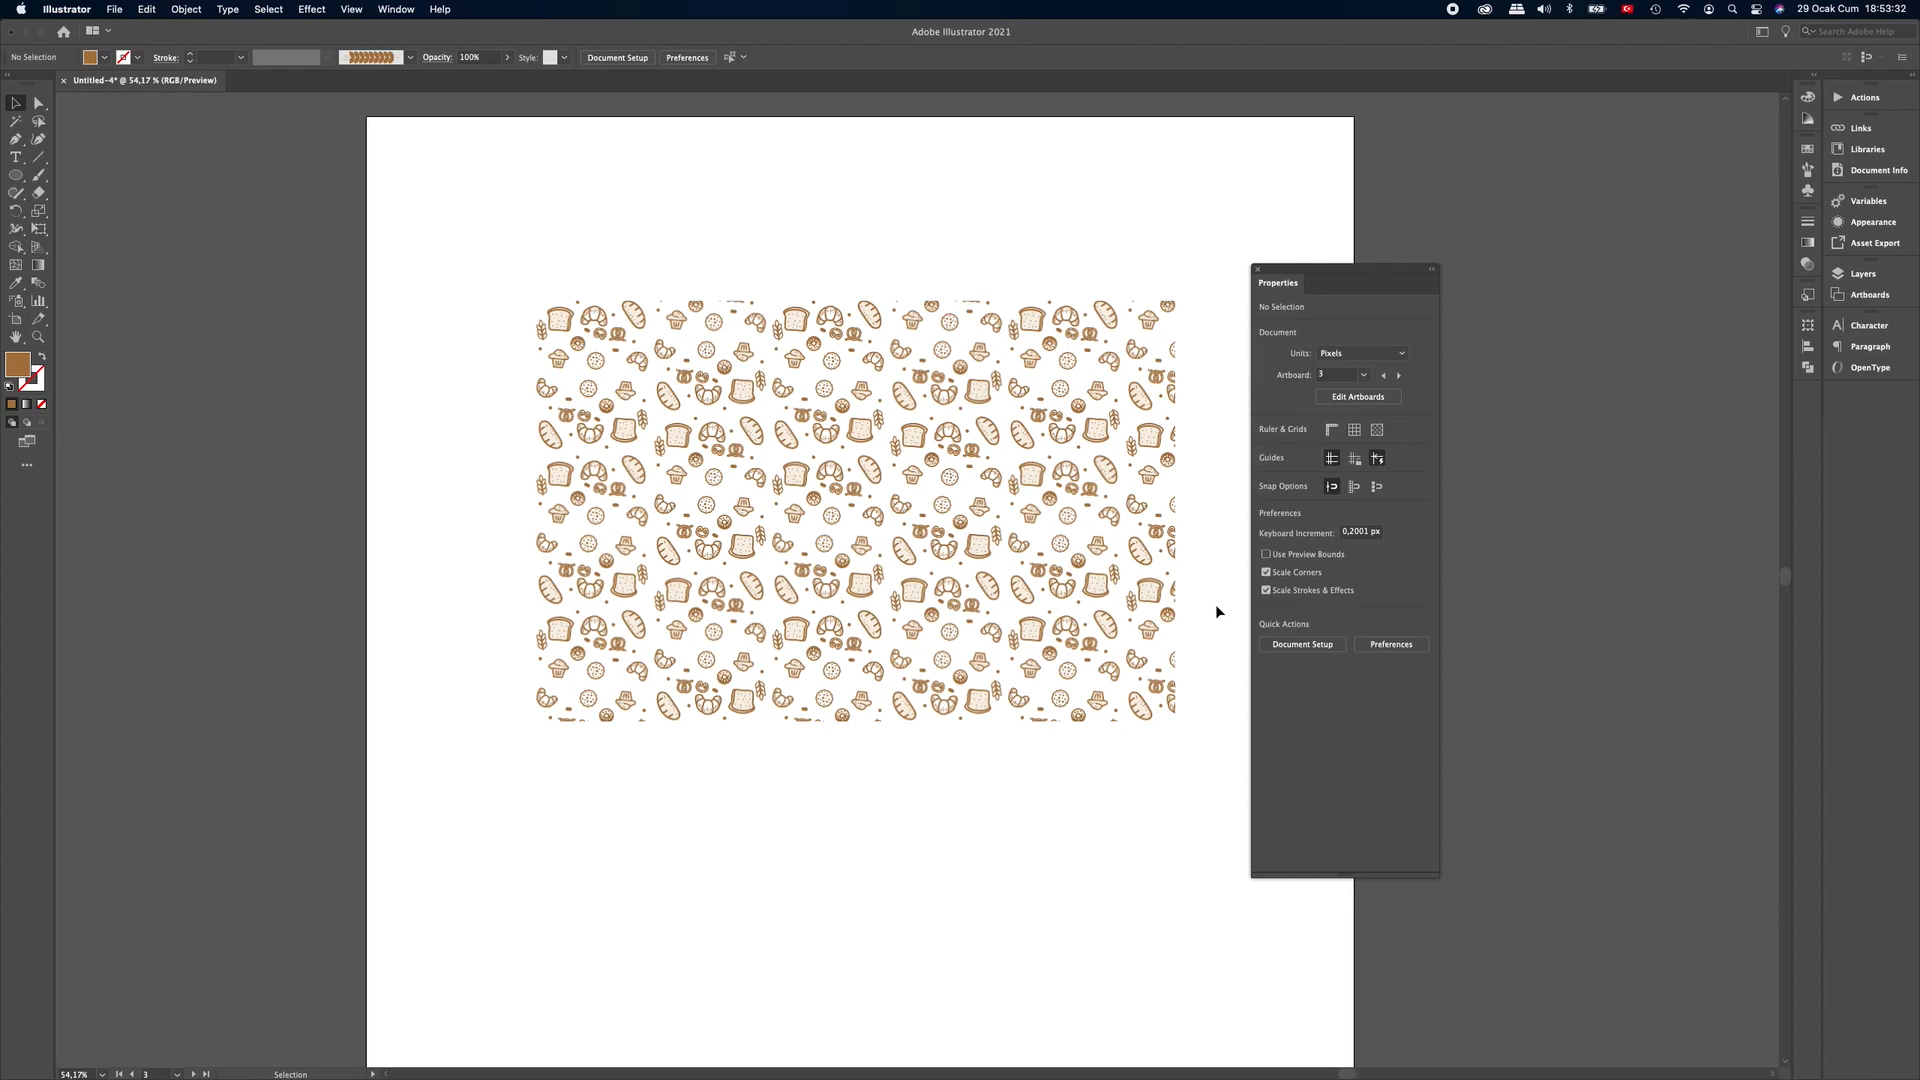 Illustrator File Edit Object Type Select Effect View Window Help
29 Ocak Cum 18:53:32
Adobe Illustrator 2021
Search Adobe Help
No Selection
Stroke:
Opacity: 100%
Style:
Document Setup
Preferences
Untitled-4* @ 54,17 % (RGB/Preview)
Actions
Links
Libraries
Document Info
Variables
Appearance
Asset Export
Layers
Artboards
Character
Paragraph
OpenType
Properties
No Selection
Document
Units: Pixels
Artboard: 3
Edit Artboards
Ruler & Grids
Guides
Snap Options
Preferences
Keyboard Increment: 0,2001 px
Use Preview Bounds
Scale Corners
Scale Strokes & Effects
Quick Actions
Document Setup
Preferences
54,17%
3
Selection